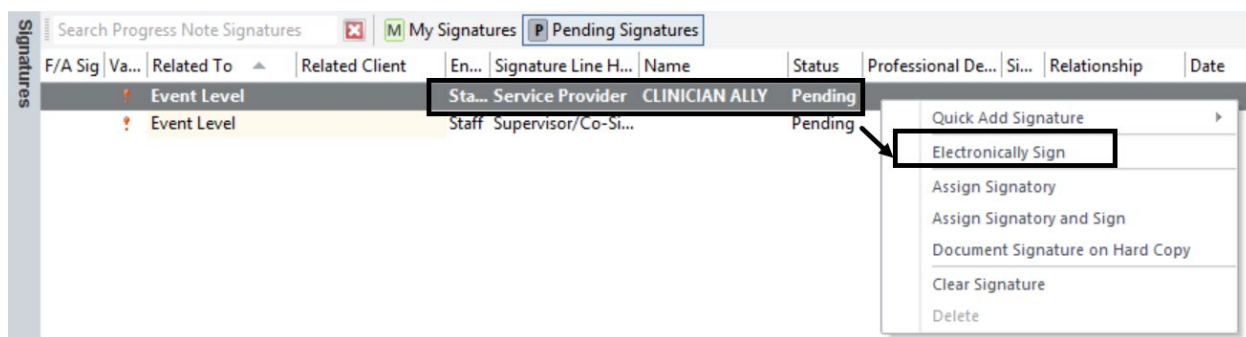 Signatures
Search Progress Note Signatures M My Signatures P Pending Signatures
F/A Sig Va... Related To Related Client En... Signature Line H... Name Status Professional De... Si... Relationship Date
Event Level Sta... Service Provider CLINICIAN ALLY Pending
Event Level Staff Supervisor/Co-Si... Pending
Quick Add Signature
Electronically Sign
Assign Signatory
Assign Signatory and Sign
Document Signature on Hard Copy
Clear Signature
Delete